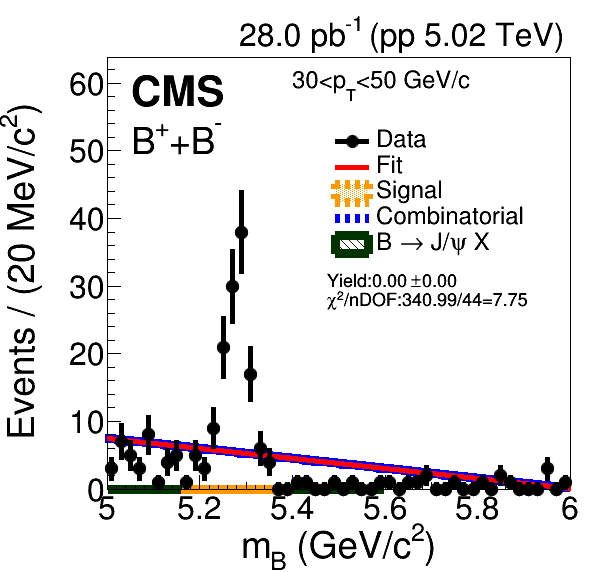 28.0 pb⁻¹ (pp 5.02 TeV)
CMS
30<p_T<50 GeV/c
B⁺+B⁻
Data
Fit
Signal
Combinatorial
B → J/ψ X
Yield:0.00 ±0.00
χ²/nDOF:340.99/44=7.75
Events / (20 MeV/c²)
60
50
40
30
20
10
0
5 5.2 5.4 5.6 5.8 6
m_B (GeV/c²)